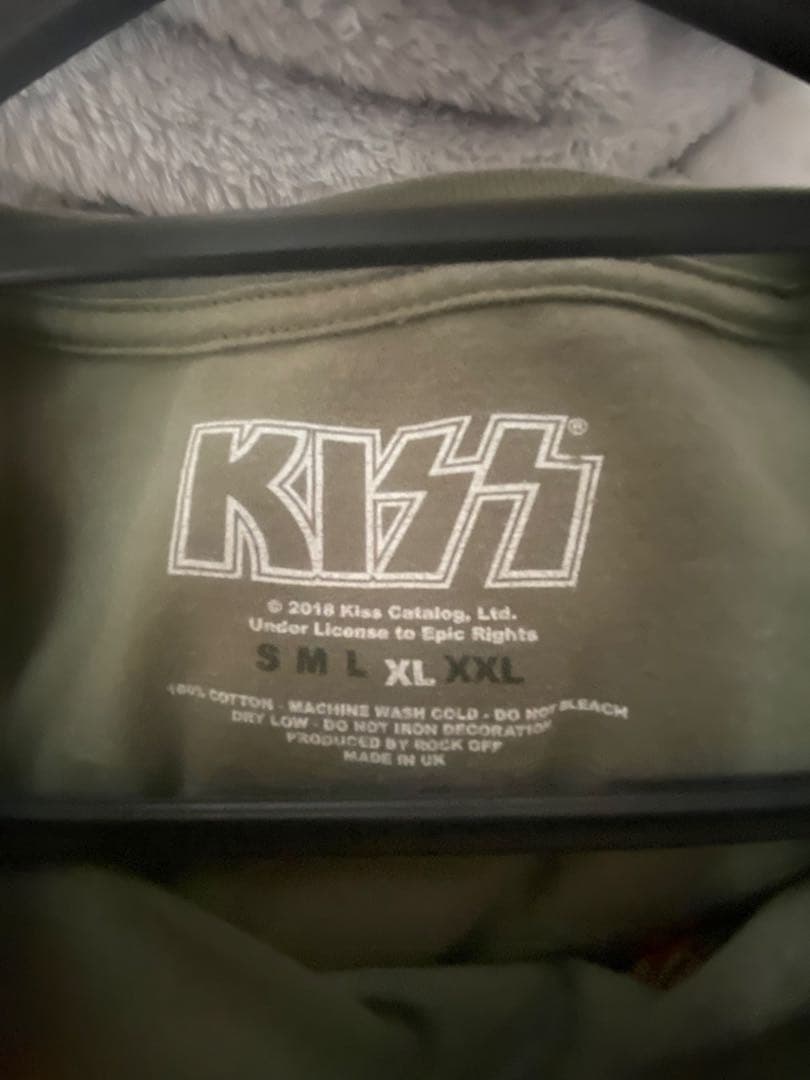 KISS®
© 2018 Kiss Catalog, Ltd.
Under License to Epic Rights
S M L XL XXL
100% COTTON - MACHINE WASH COLD - DO NOT BLEACH
DRY LOW - DO NOT IRON DECORATION
PRODUCED BY ROCK OFF
MADE IN UK